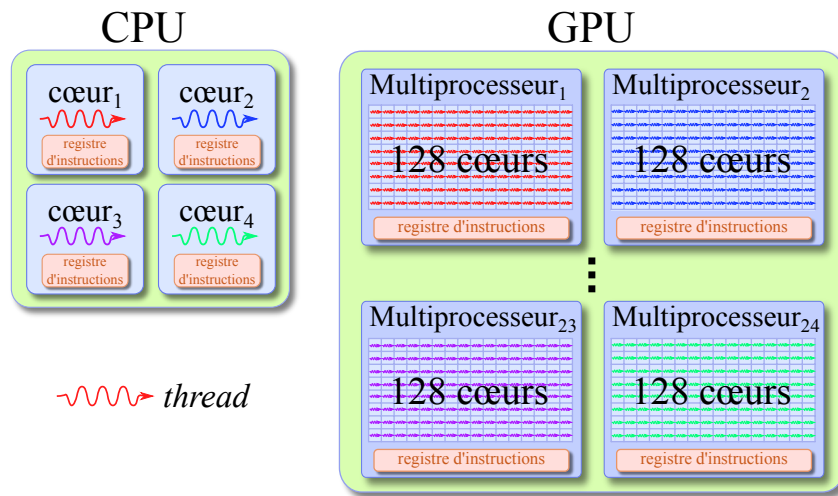 CPU
cœur1
registre
d'instructions
cœur2
registre
d'instructions
cœur3
registre
d'instructions
cœur4
registre
d'instructions
thread
GPU
Multiprocesseur1
128 cœurs
registre d'instructions
Multiprocesseur2
128 cœurs
registre d'instructions
Multiprocesseur23
128 cœurs
registre d'instructions
Multiprocesseur24
128 cœurs
registre d'instructions